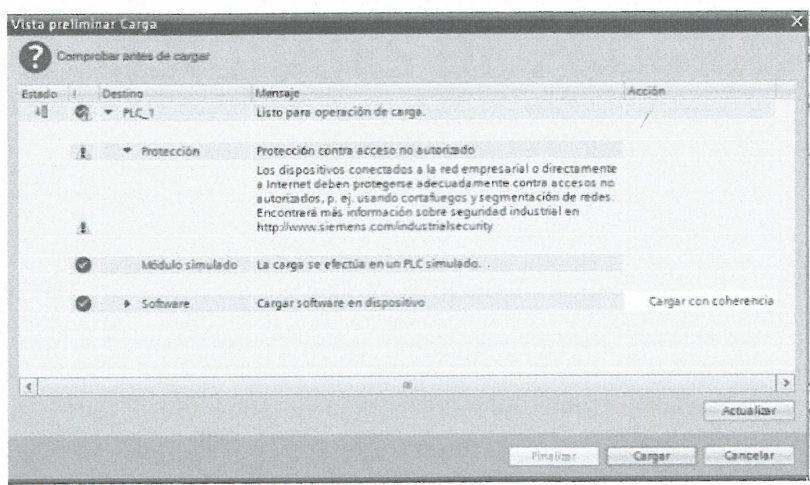 Vista preliminar Carga
Comprobar antes de cargar
Estado ! Destino Mensaje Acción
PLC_1 Listo para operación de carga.
Protección Protección contra acceso no autorizado
Los dispositivos conectados a la red empresarial o directamente
a Internet deben protegerse adecuadamente contra accesos no
autorizados, p. ej. usando cortafuegos y segmentación de redes.
Encontrará más información sobre seguridad industrial en
http://www.siemens.com/industrialsecurity
Módulo simulado La carga se efectúa en un PLC simulado.
Software Cargar software en dispositivo Cargar con coherencia
Actualizar
Finalizar Cargar Cancelar